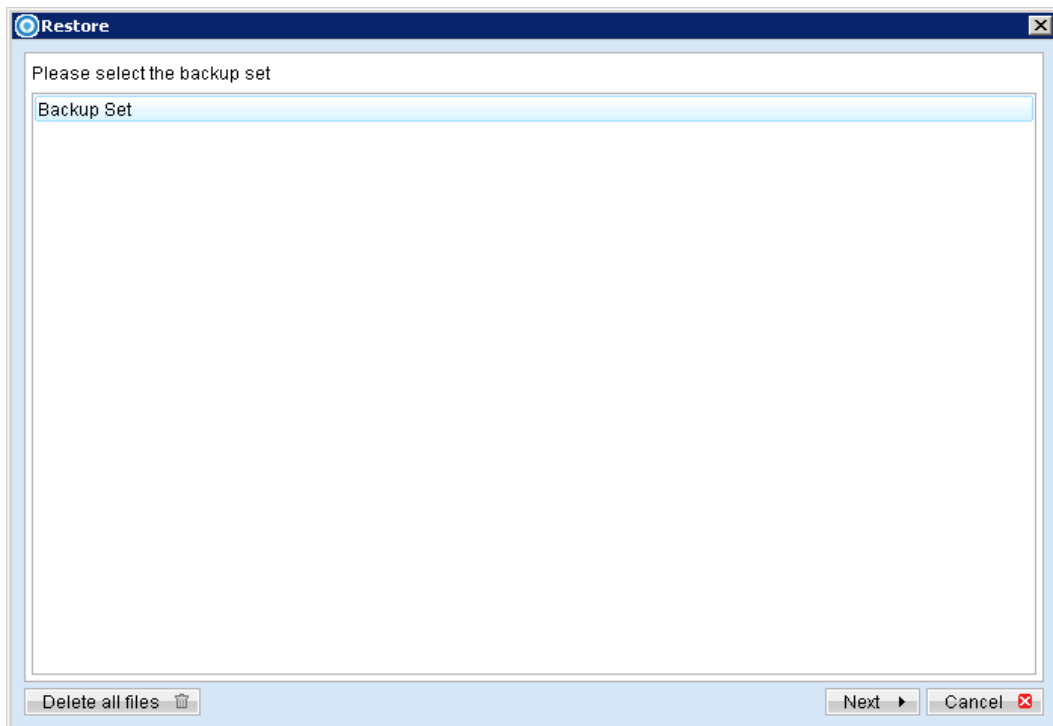 Restore
Please select the backup set
Backup Set
Delete all files
Next
Cancel